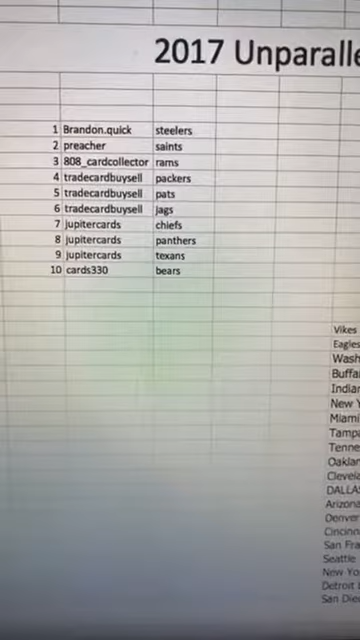 2017 Unparalle
1 Brandon.quick steelers
2 preacher saints
3 808_cardcollector rams
4 tradecardbuysell packers
5 tradecardbuysell pats
6 tradecardbuysell jags
7 jupitercards chiefs
8 jupitercards panthers
9 jupitercards texans
10 cards330 bears
Vikes
Eagles
Wash
Buffa
Indian
New Y
Miami
Tampa
Tenne
Oaklan
Clevela
DALLAS
Arizona
Denver
Cincinn
San Fra
Seattle
New Yo
Detroit
San Die